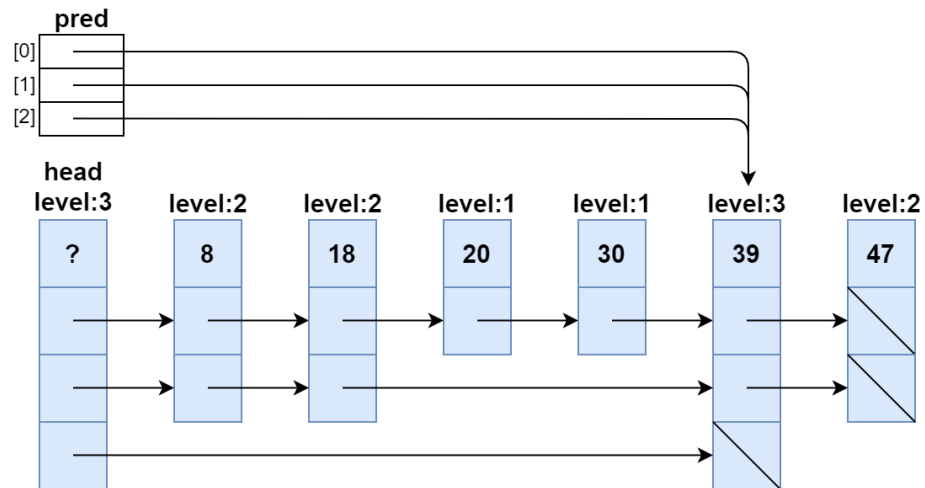 pred
[0]
[1]
[2]
head
level:3 level:2 level:2 level:1 level:1 level:3 level:2
? 8 18 20 30 39 47